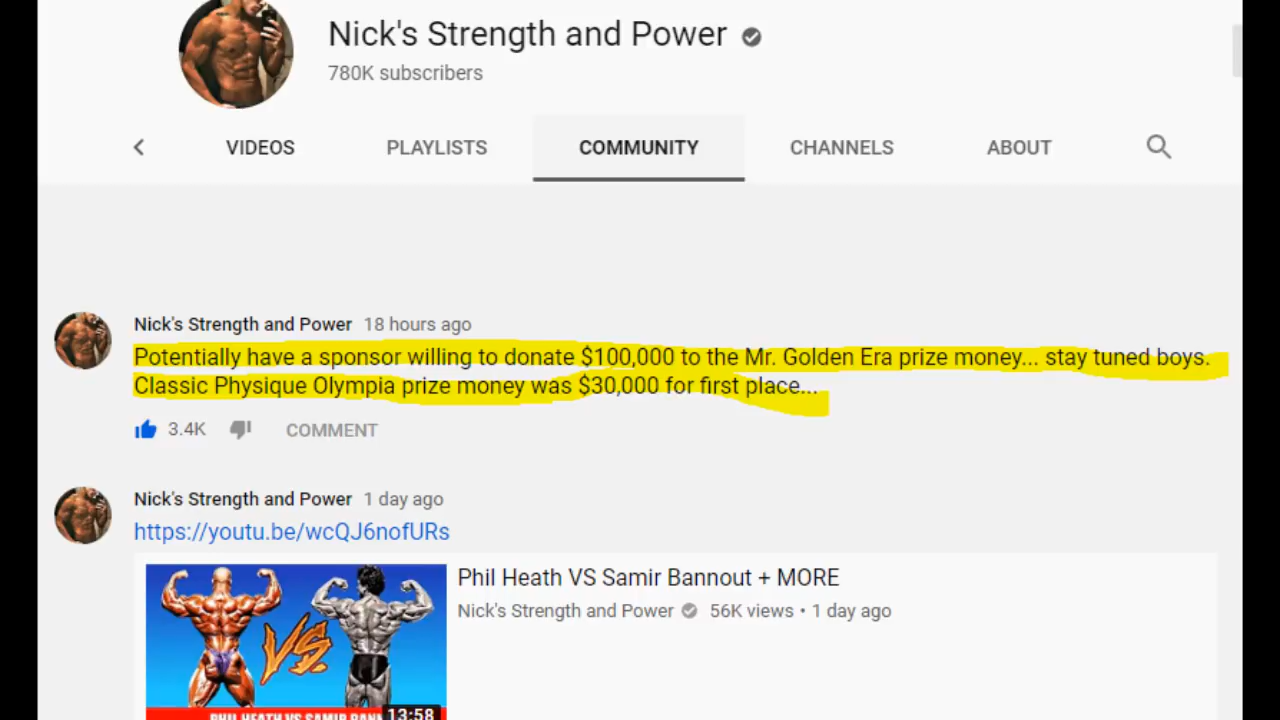 Nick's Strength and Power
780K subscribers
VIDEOS PLAYLISTS COMMUNITY CHANNELS ABOUT
Nick's Strength and Power 18 hours ago
Potentially have a sponsor willing to donate $100,000 to the Mr. Golden Era prize money... stay tuned boys.
Classic Physique Olympia prize money was $30,000 for first place...
3.4K COMMENT
Nick's Strength and Power 1 day ago
https://youtu.be/wcQJ6nofURs
Phil Heath VS Samir Bannout + MORE
Nick's Strength and Power 56K views • 1 day ago
VS.
PHIL HEATH VS SAMIR
13:58